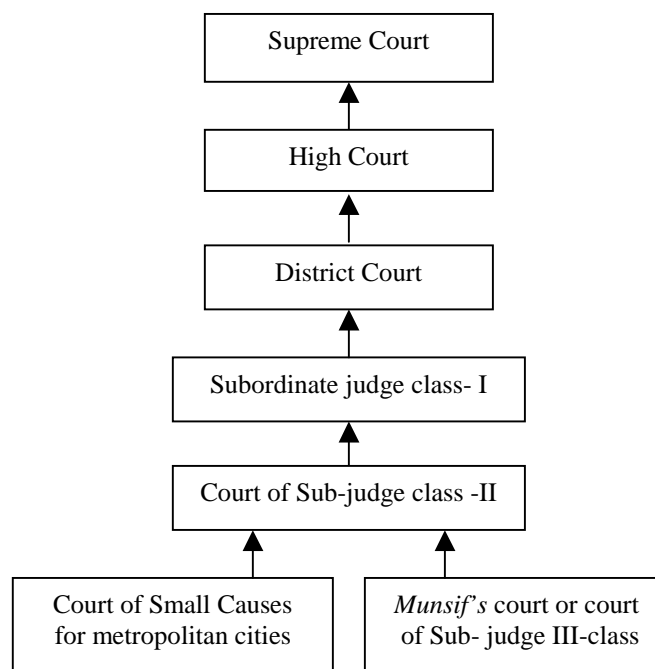 Supreme Court
High Court
District Court
Subordinate judge class- I
Court of Sub-judge class -II
Court of Small Causes
for metropolitan cities
Munsif's court or court
of Sub- judge III-class